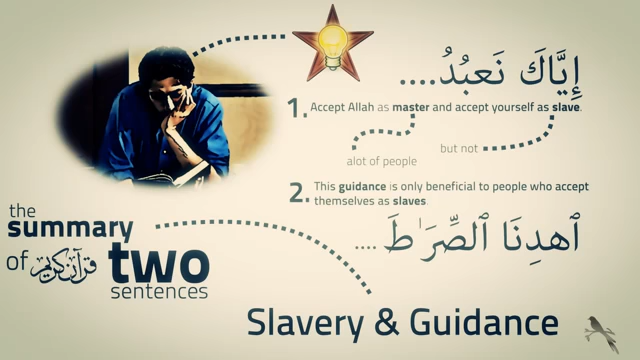 إِيَّاكَ نَعبُدُ....
1. Accept Allah as master and accept yourself as slave.
alot of people
but not
2. This guidance is only beneficial to people who accept
themselves as slaves.
ٱهدِنَا ٱلصِّرَٰطَ ....
the
summary
of قرآن كريم two
sentences
Slavery & Guidance